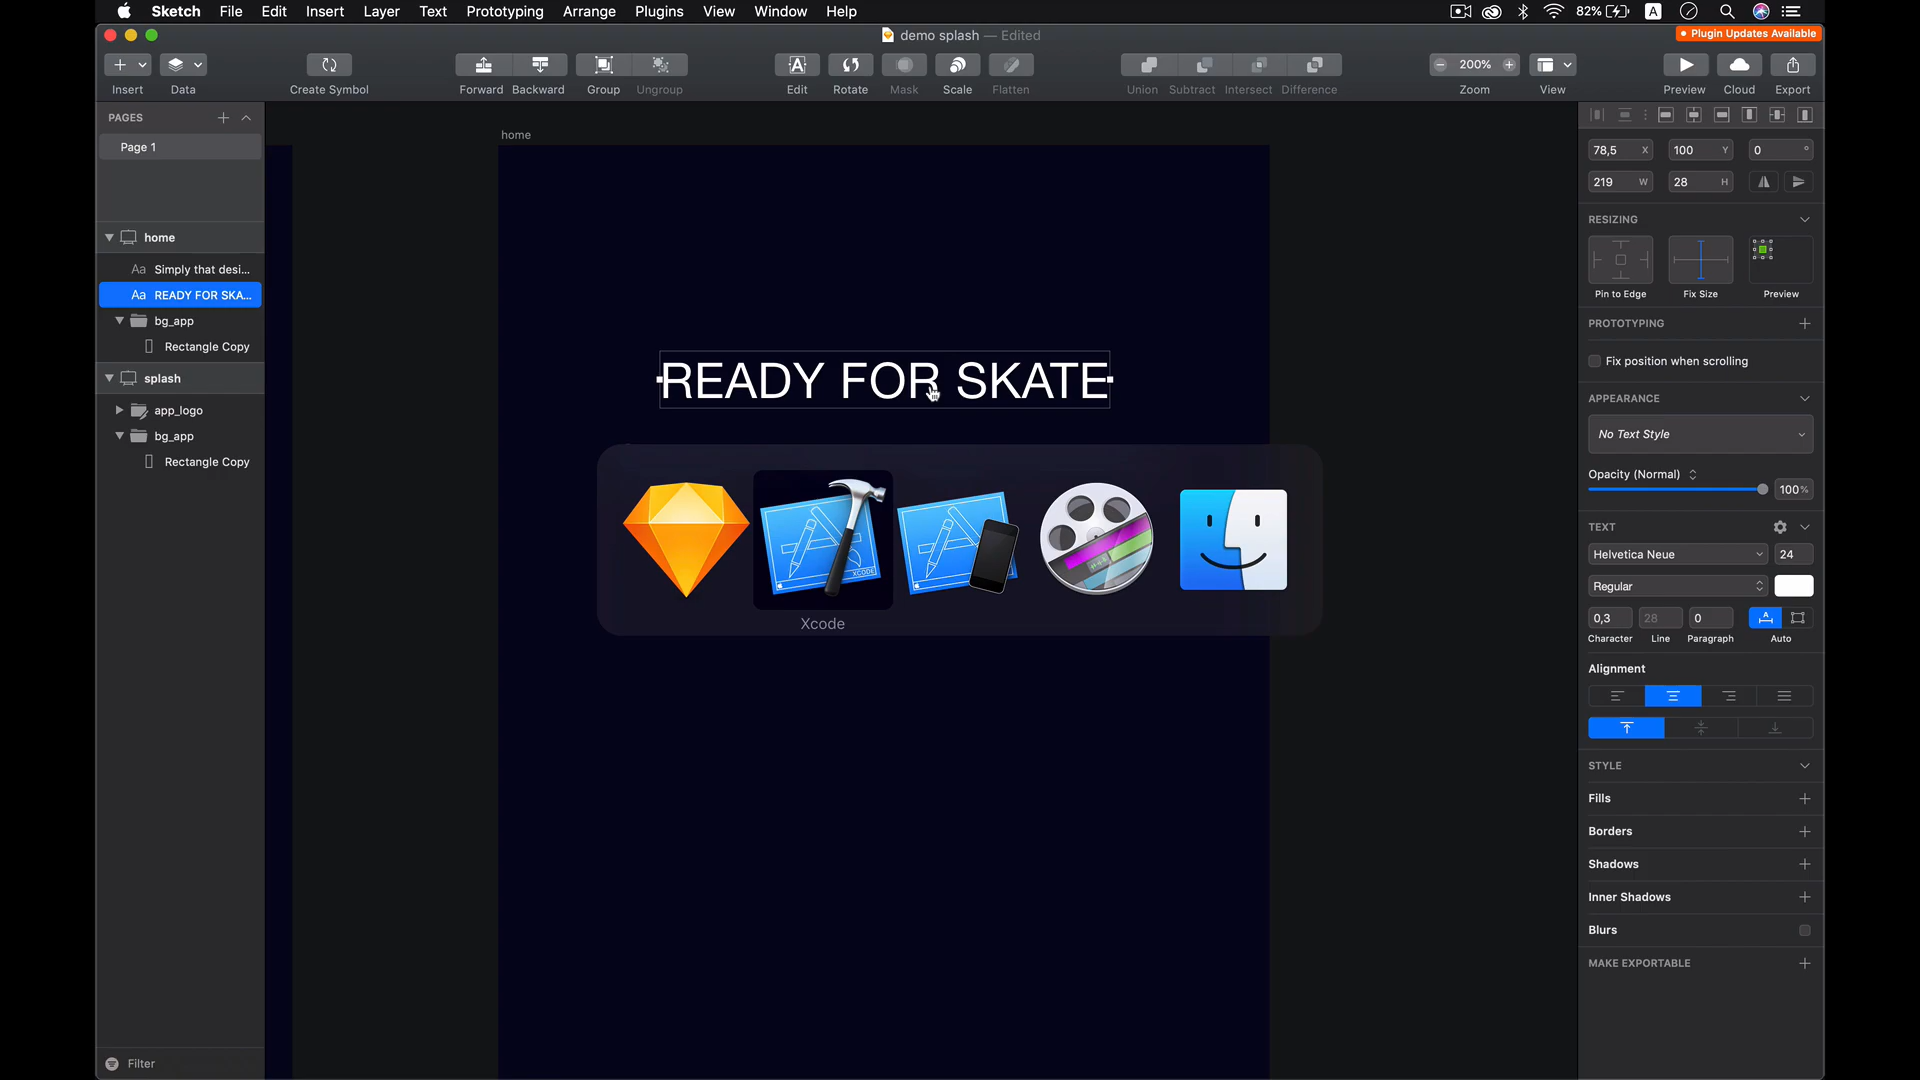 Sketch File Edit Insert Layer Text Prototyping Arrange Plugins View Window Help
82% A
demo splash — Edited
Plugin Updates Available
200%
Insert Data Create Symbol Forward Backward Group Ungroup Edit Rotate Mask Scale Flatten Union Subtract Intersect Difference Zoom View Preview Cloud Export
PAGES
Page 1
home
Simply that desi...
READY FOR SKA...
bg_app
Rectangle Copy
splash
app_logo
bg_app
Rectangle Copy
Filter
home
READY FOR SKATE
XCODE
Xcode
78,5 X 100 Y 0 °
219 W 28 H
RESIZING
Pin to Edge Fix Size Preview
PROTOTYPING
Fix position when scrolling
APPEARANCE
No Text Style
Opacity (Normal)
100%
TEXT
Helvetica Neue 24
Regular
0,3 28 0
Character Line Paragraph Auto
Alignment
STYLE
Fills
Borders
Shadows
Inner Shadows
Blurs
MAKE EXPORTABLE